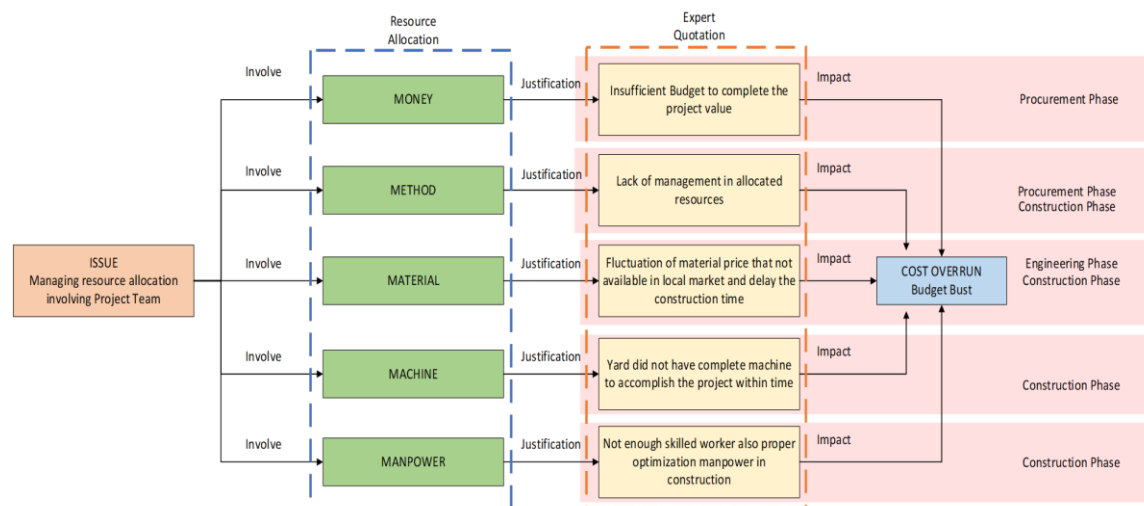 Resource
Allocation
Expert
Quotation
Involve
MONEY
Justification
Insufficient Budget to complete the
project value
Impact
Procurement Phase
Involve
METHOD
Justification
Lack of management in allocated
resources
Impact
Procurement Phase
Construction Phase
ISSUE
Managing resource allocation
involving Project Team
Involve
MATERIAL
Justification
Fluctuation of material price that not
available in local market and delay the
construction time
Impact
COST OVERRUN
Budget Bust
Engineering Phase
Construction Phase
Involve
MACHINE
Justification
Yard did not have complete machine
to accomplish the project within time
Impact
Construction Phase
Involve
MANPOWER
Justification
Not enough skilled worker also proper
optimization manpower in
construction
Impact
Construction Phase